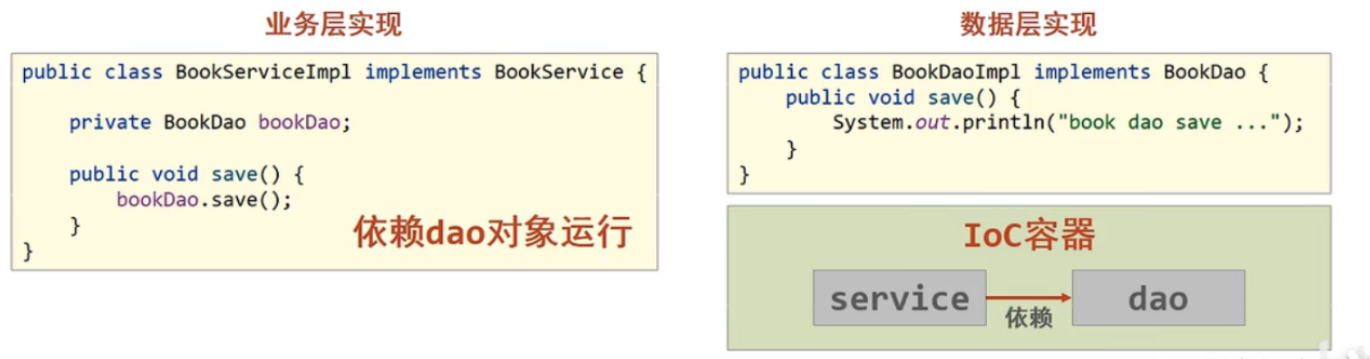 业务层实现
public class BookServiceImpl implements BookService {
private BookDao bookDao;
public void save() {
bookDao.save();
}
}
依赖dao对象运行
数据层实现
public class BookDaoImpl implements BookDao {
public void save() {
System.out.println("book dao save ...");
}
}
IoC容器
service
依赖
dao